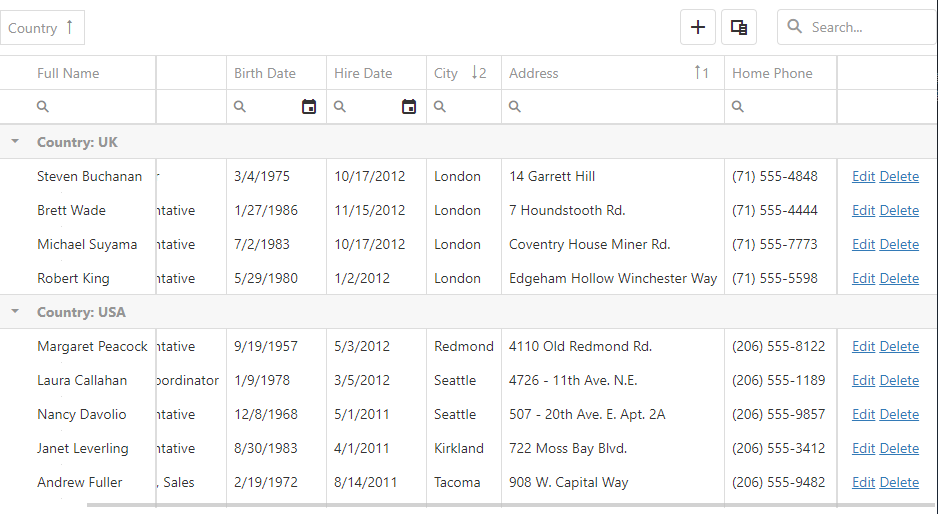 Country
Search...
Full Name Birth Date Hire Date City 2 Address 1 Home Phone
Country: UK
Steven Buchanan 3/4/1975 10/17/2012 London 14 Garrett Hill (71) 555-4848 Edit Delete
Brett Wade ntative 1/27/1986 11/15/2012 London 7 Houndstooth Rd. (71) 555-4444 Edit Delete
Michael Suyama ntative 7/2/1983 10/17/2012 London Coventry House Miner Rd. (71) 555-7773 Edit Delete
Robert King ntative 5/29/1980 1/2/2012 London Edgeham Hollow Winchester Way (71) 555-5598 Edit Delete
Country: USA
Margaret Peacock ntative 9/19/1957 5/3/2012 Redmond 4110 Old Redmond Rd. (206) 555-8122 Edit Delete
Laura Callahan oordinator 1/9/1978 3/5/2012 Seattle 4726 - 11th Ave. N.E. (206) 555-1189 Edit Delete
Nancy Davolio ntative 12/8/1968 5/1/2011 Seattle 507 - 20th Ave. E. Apt. 2A (206) 555-9857 Edit Delete
Janet Leverling ntative 8/30/1983 4/1/2011 Kirkland 722 Moss Bay Blvd. (206) 555-3412 Edit Delete
Andrew Fuller , Sales 2/19/1972 8/14/2011 Tacoma 908 W. Capital Way (206) 555-9482 Edit Delete